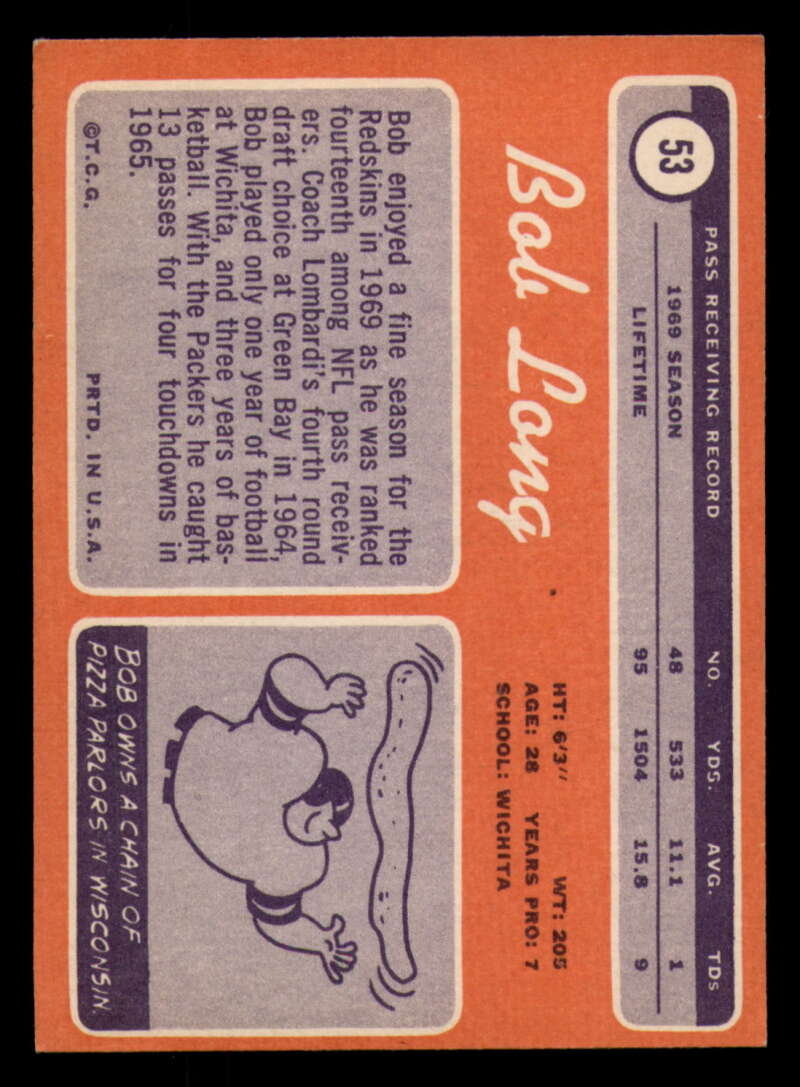 53
PASS RECEIVING RECORD NO. YDS. AVG. TDs
1969 SEASON 48 533 11.1 1
LIFETIME 95 1504 15.8 9
Bob Long
HT: 6'3" WT: 205
AGE: 28 YEARS PRO: 7
SCHOOL: WICHITA
Bob enjoyed a fine season for the
Redskins in 1969 as he was ranked
fourteenth among NFL pass receiv-
ers. Coach Lombardi's fourth round
draft choice at Green Bay in 1964,
Bob played only one year of football
at Wichita, and three years of bas-
ketball. With the Packers he caught
13 passes for four touchdowns in
1965.
©T.C.G. PRTD. IN U.S.A.
BOB OWNS A CHAIN OF
PIZZA PARLORS IN WISCONSIN.